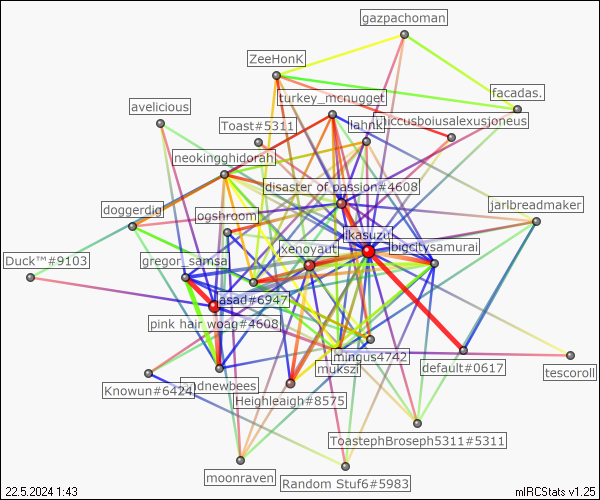 gazpachoman
ZeeHonK
facadas.
turkey_mcnugget
avelicious
Toast#5311
lahnk
niccusboiusalexusjoneus
neokingghidorah
disaster of passion#4608
jarlbreadmaker
doggerdig
ogshroom
ikasuzu
xenovaut
bigcitysamurai
gregor_samsa
Duck™#9103
asad#6947
pink hair woag#4608
mingus4742
mukszi
default#0617
tescoroll
Knowun#6424
dnewbees
Heighleaigh#8575
ToastephBroseph5311#5311
moonraven
Random Stuf6#5983
22.5.2024 1:43
mIRCStats v1.25